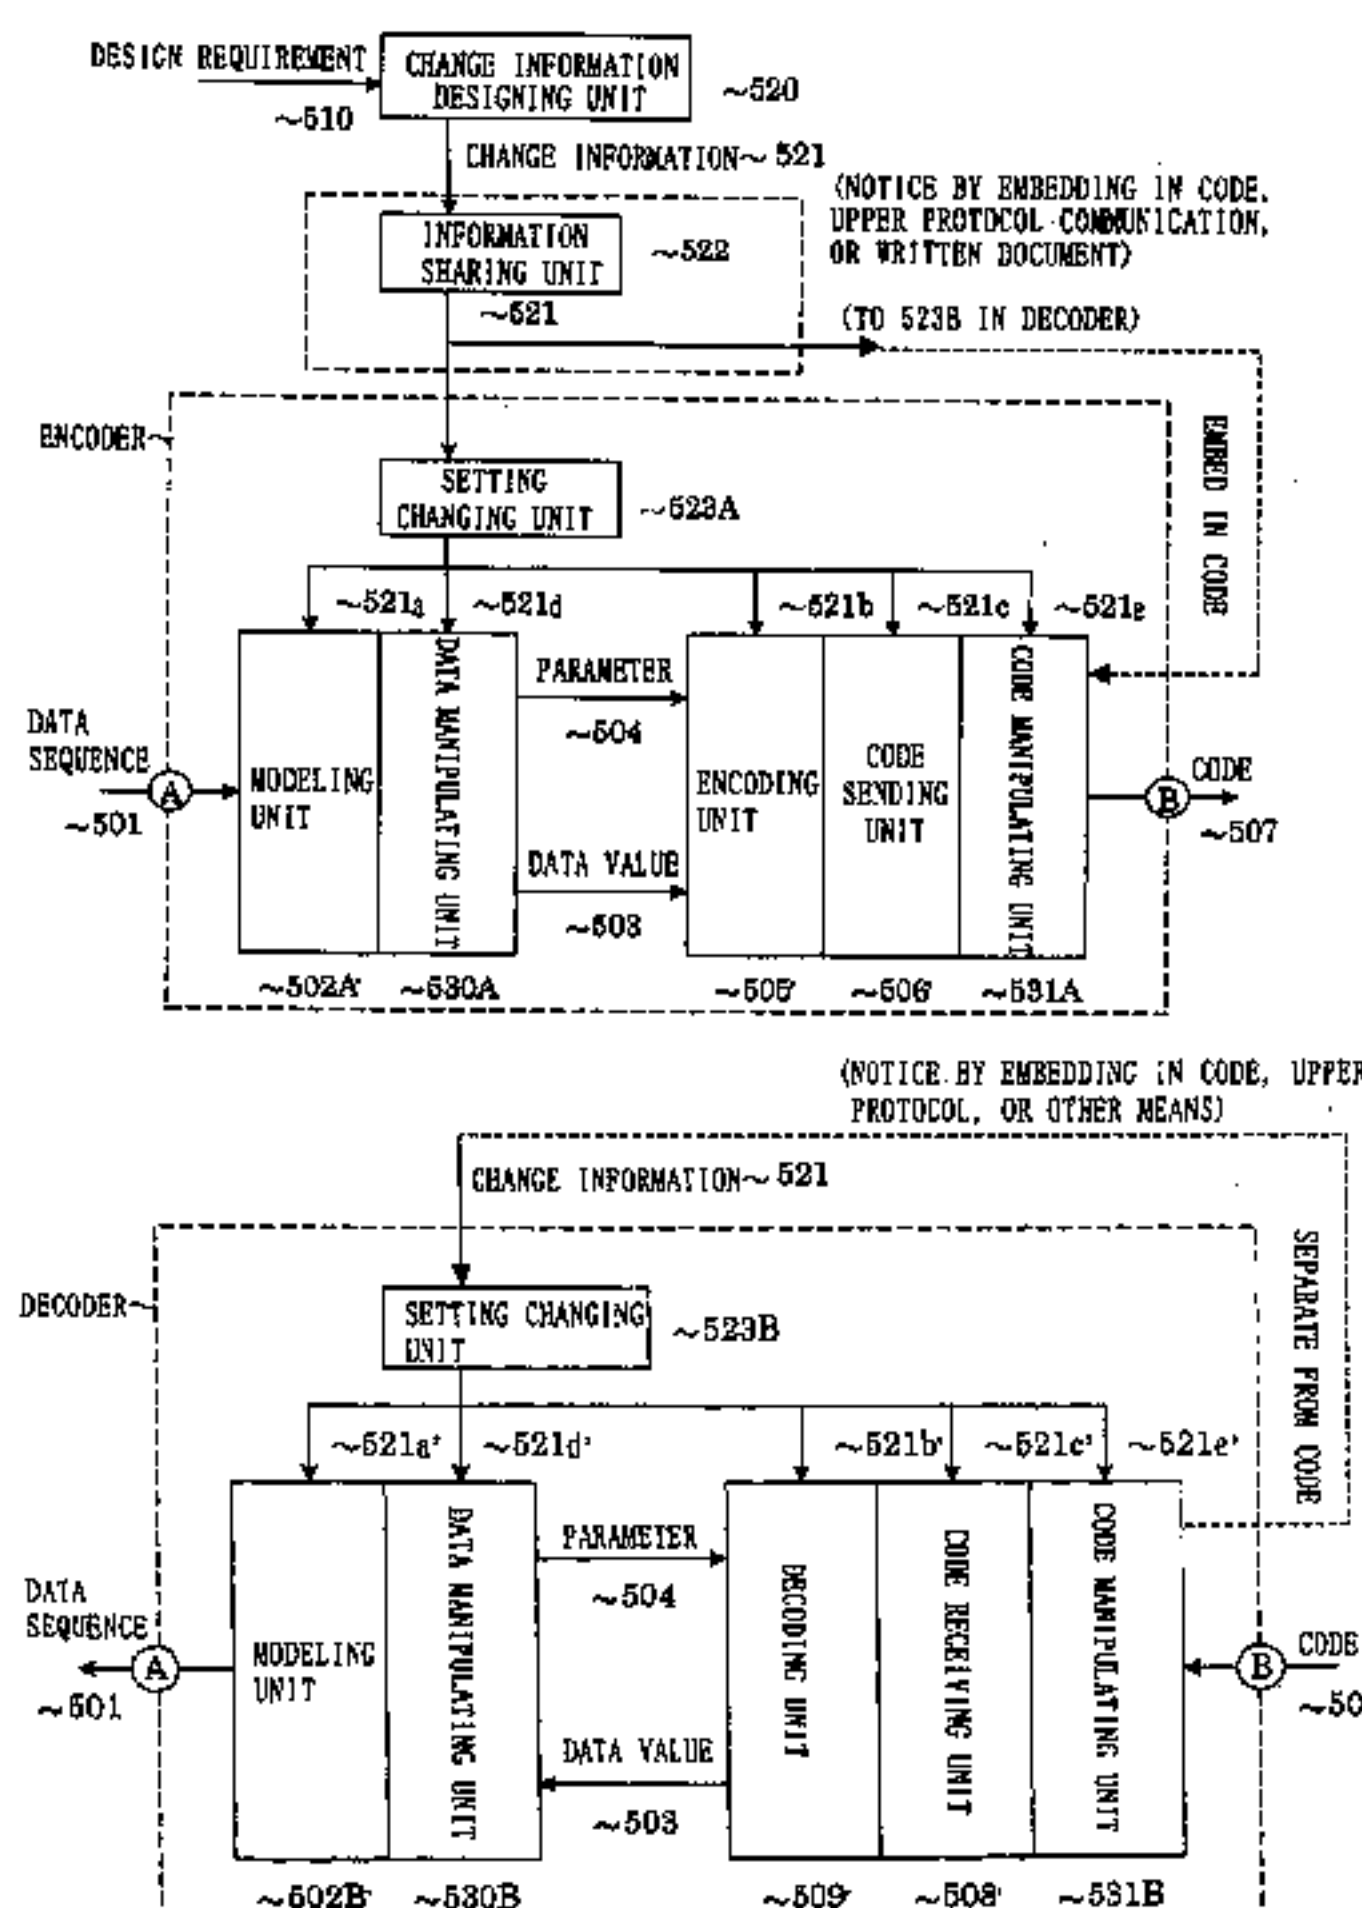 DESIGN REQUIREMENT
~510
CHANGE INFORMATION
DESIGNING UNIT
~520
CHANGE INFORMATION~521
(NOTICE BY EMBEDDING IN CODE,
UPPER PROTOCOL COMMUNICATION,
OR WRITTEN DOCUMENT)
INFORMATION
SHARING UNIT
~522
~521
(TO 523B IN DECODER)
ENCODER~
EMBED IN CODE
SETTING
CHANGING UNIT
~523A
~521a
~521d
~521b
~521c
~521e
DATA
SEQUENCE
A
~501
MODELING
UNIT
DATA MANIPULATING UNIT
PARAMETER
~504
DATA VALUE
~503
ENCODING
UNIT
CODE
SENDING
UNIT
CODE MANIPULATING UNIT
B
CODE
~507
~502A'
~530A
~505'
~506'
~531A
(NOTICE BY EMBEDDING IN CODE, UPPER
PROTOCOL, OR OTHER MEANS)
CHANGE INFORMATION~521
DECODER~
SEPARATE FROM CODE
SETTING CHANGING
UNIT
~523B
~521a'
~521d'
~521b'
~521c'
~521e'
DATA
SEQUENCE
A
~501
MODELING
UNIT
DATA MANIPULATING UNIT
PARAMETER
~504
DATA VALUE
~503
DECODING UNIT
CODE RECEIVING UNIT
CODE MANIPULATING UNIT
B
CODE
~50
~502B'
~530B
~509'
~508'
~531B